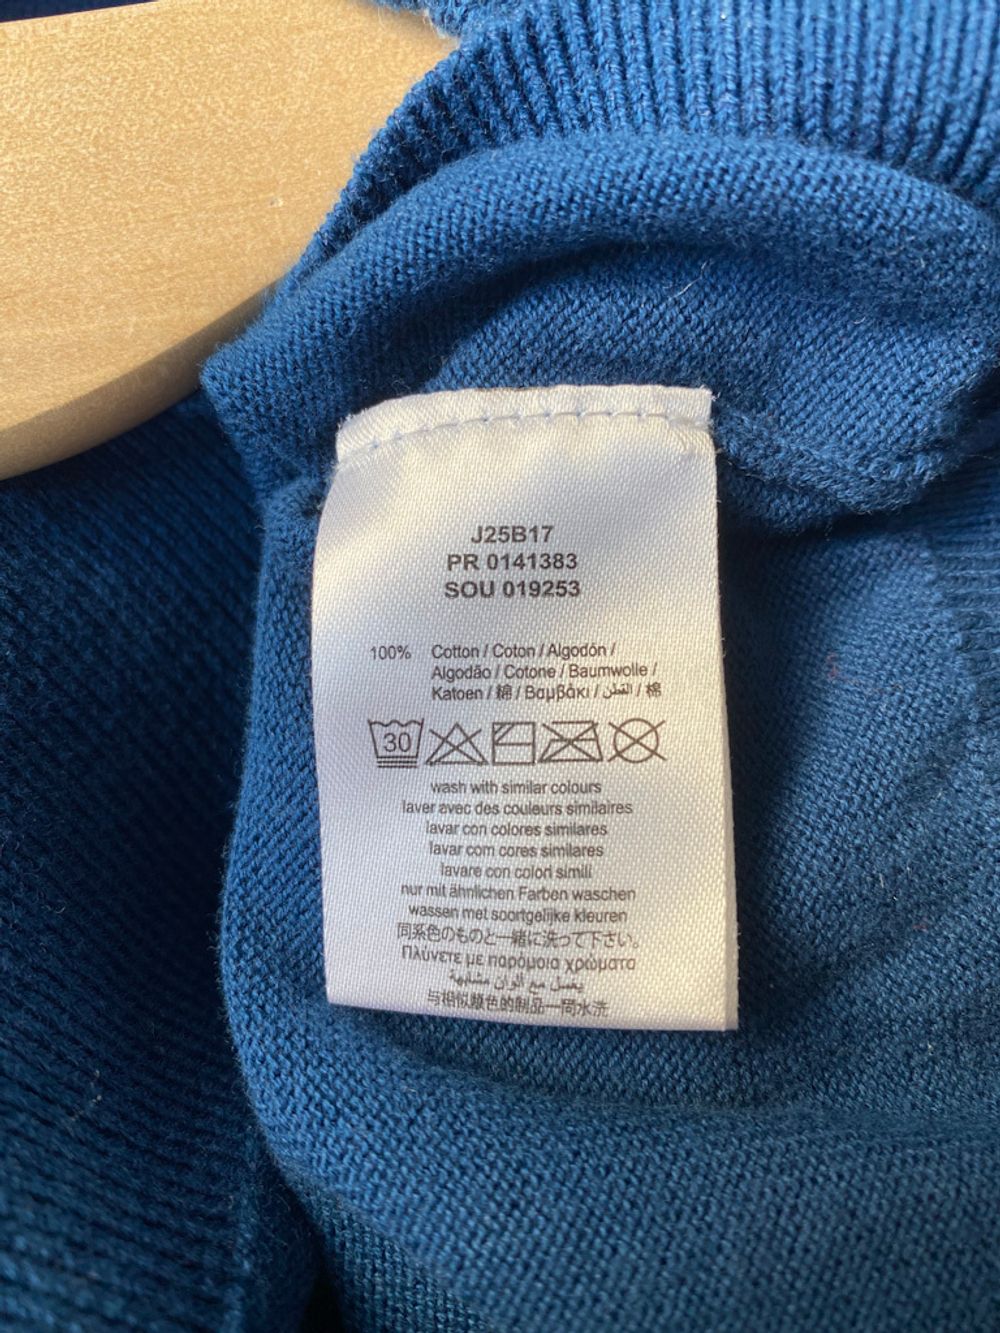 J25B17
PR 0141383
SOU 019253
100% Cotton / Coton / Algodón /
Algodão / Cotone / Baumwolle /
Katoen / 綿 / Βαμβάκι / القطن / 棉
30
wash with similar colours
laver avec des couleurs similaires
lavar con colores similares
lavar com cores similares
lavare con colori simili
nur mit ähnlichen Farben waschen
wassen met soortgelijke kleuren
同系色のものと一緒に洗って下さい。
Πλύνετε με παρόμοια χρώματα
يغسل مع ألوان مشابهة
与相似颜色的制品一同水洗